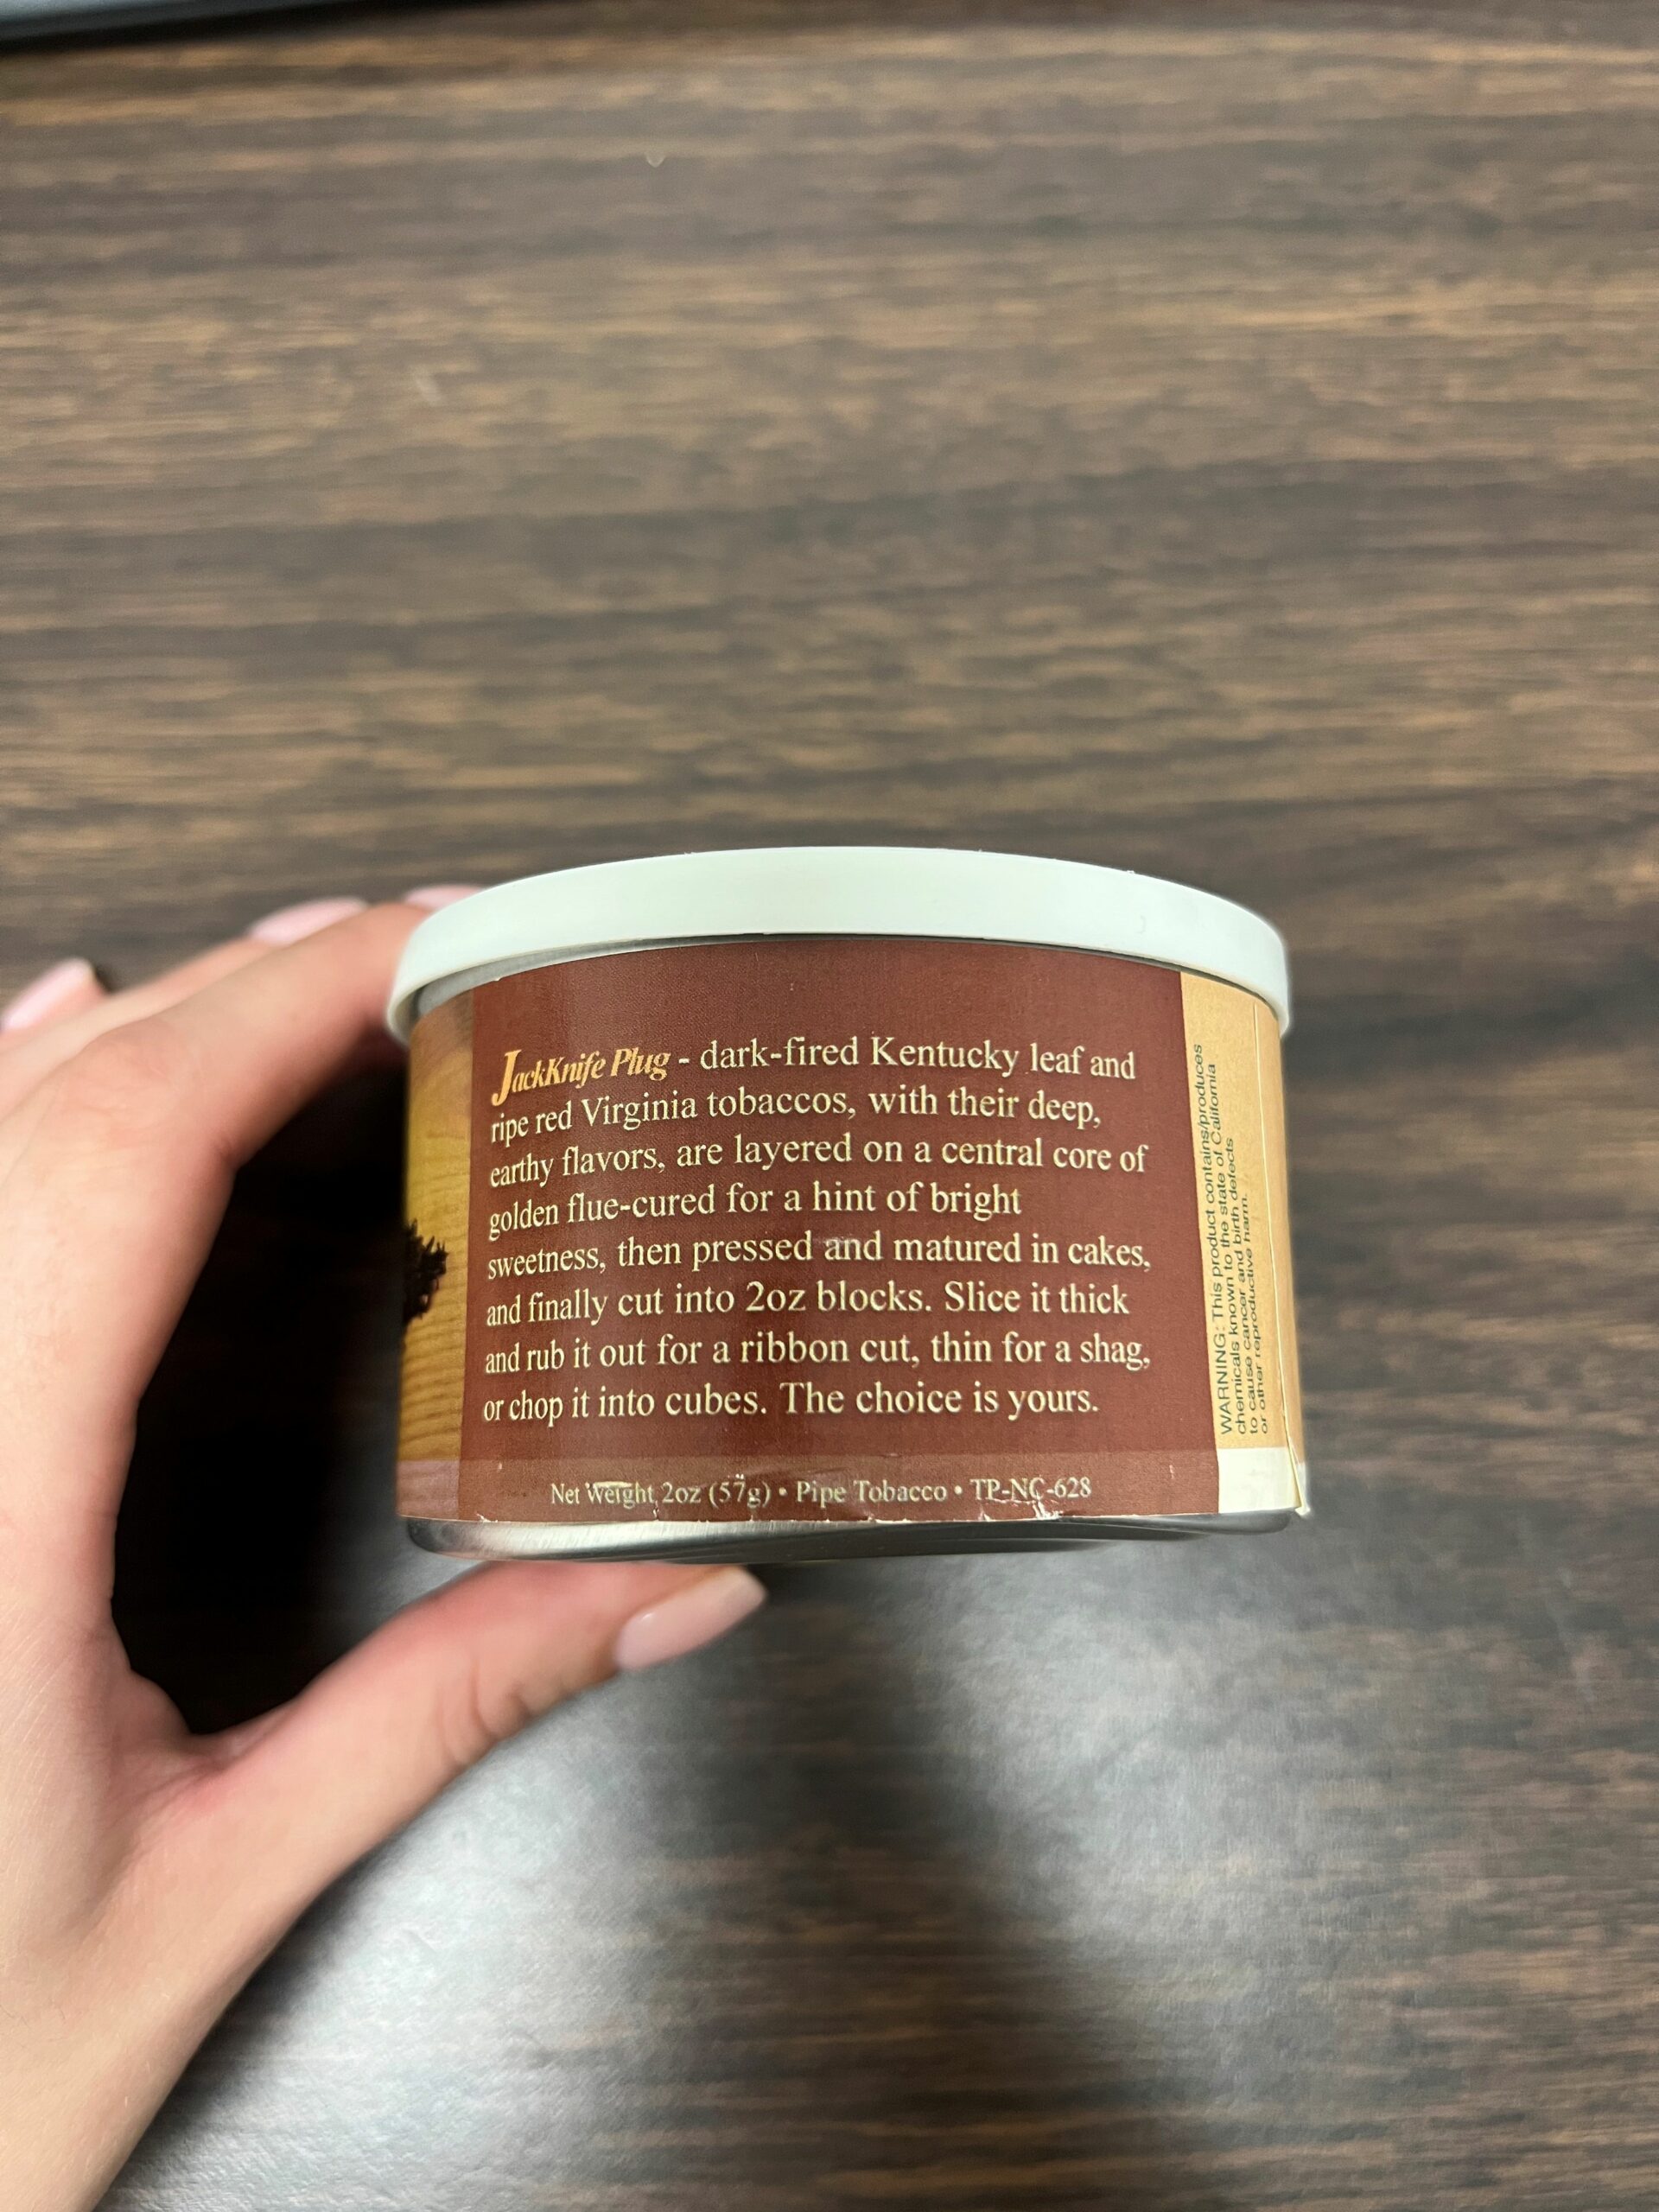 JackKnife Plug - dark-fired Kentucky leaf and
ripe red Virginia tobaccos, with their deep,
earthy flavors, are layered on a central core of
golden flue-cured for a hint of bright
sweetness, then pressed and matured in cakes,
and finally cut into 2oz blocks. Slice it thick
and rub it out for a ribbon cut, thin for a shag,
or chop it into cubes. The choice is yours.
Net Weight 2oz (57g) • Pipe Tobacco • TP-NC-628
WARNING: This product contains/produces
chemicals known to the state of California
to cause cancer and birth defects
or other reproductive harm.